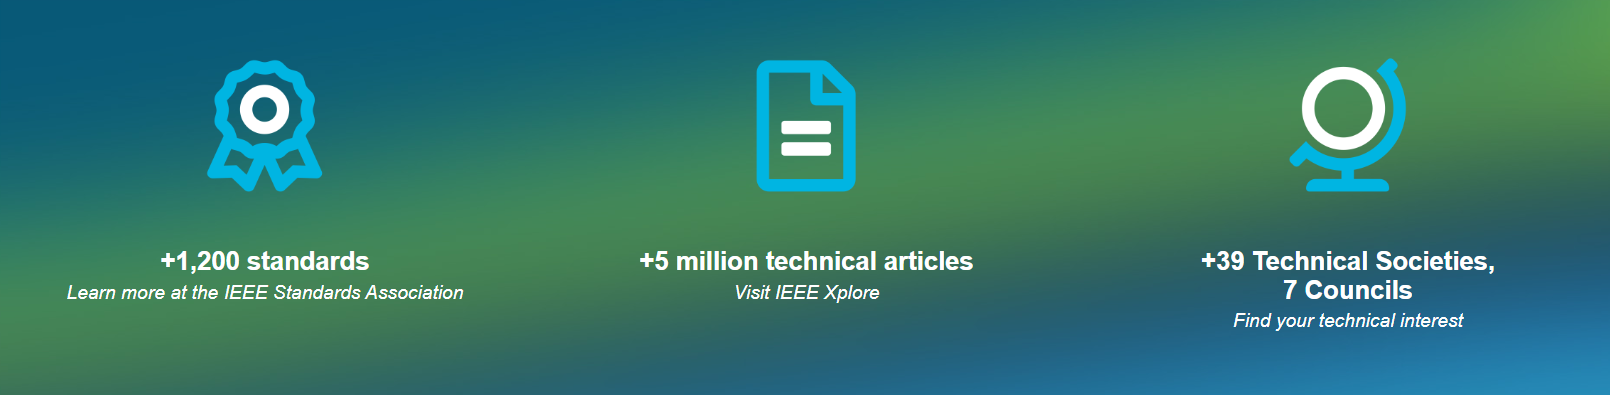 +1,200 standards
Learn more at the IEEE Standards Association
+5 million technical articles
Visit IEEE Xplore
+39 Technical Societies,
7 Councils
Find your technical interest